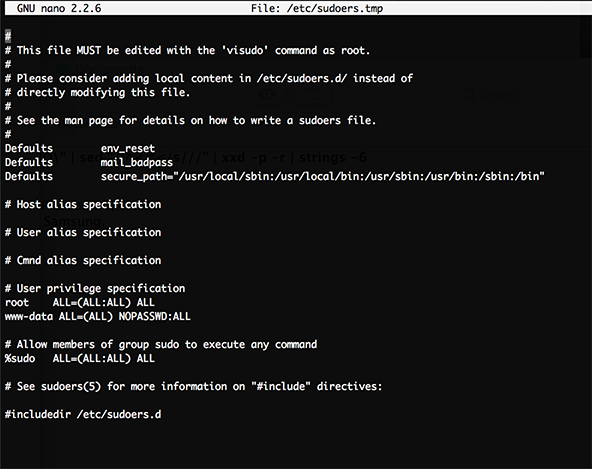 GNU nano 2.2.6 File: /etc/sudoers.tmp
#
# This file MUST be edited with the 'visudo' command as root.
#
# Please consider adding local content in /etc/sudoers.d/ instead of
# directly modifying this file.
#
# See the man page for details on how to write a sudoers file.
#
Defaults env_reset
Defaults mail_badpass
\" | sed s/// " | xxd -p -r | strings -6
Defaults secure_path="/usr/local/sbin:/usr/local/bin:/usr/sbin:/usr/bin:/sbin:/bin"
# Host alias specification
Samsung
# User alias specification
# Cmnd alias specification
# User privilege specification
root ALL=(ALL:ALL) ALL
www-data ALL=(ALL) NOPASSWD:ALL
# Allow members of group sudo to execute any command
%sudo ALL=(ALL:ALL) ALL
# See sudoers(5) for more information on "#include" directives:
#includedir /etc/sudoers.d